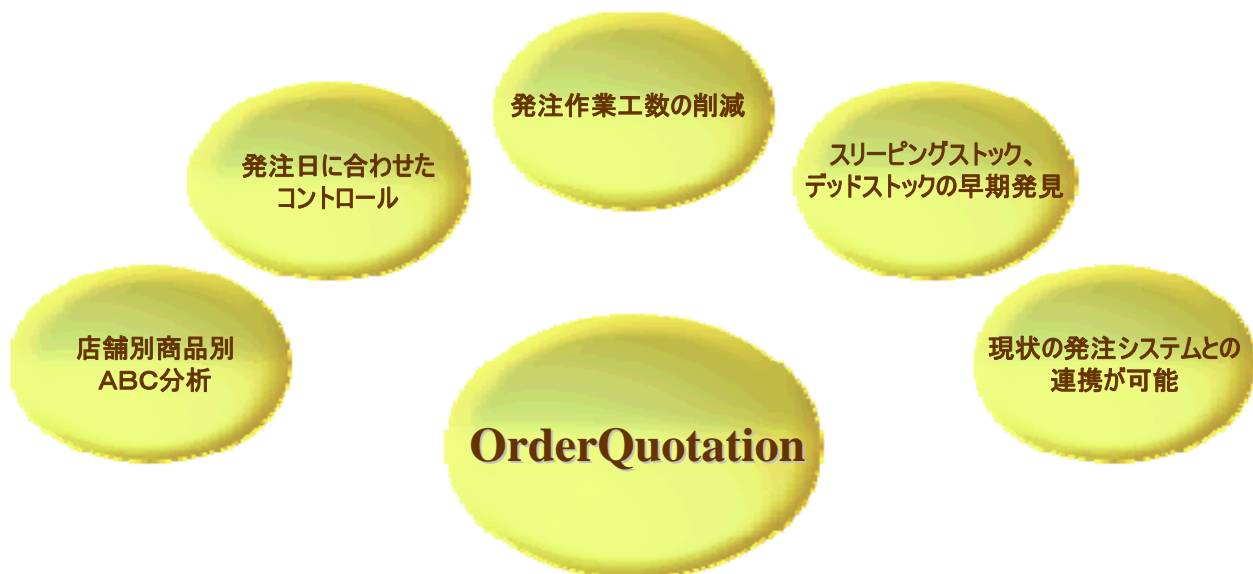 発注作業工数の削減
発注日に合わせた
コントロール
スリーピングストック、
デッドストックの早期発見
店舗別商品別
ABC分析
現状の発注システムとの
連携が可能
OrderQuotation